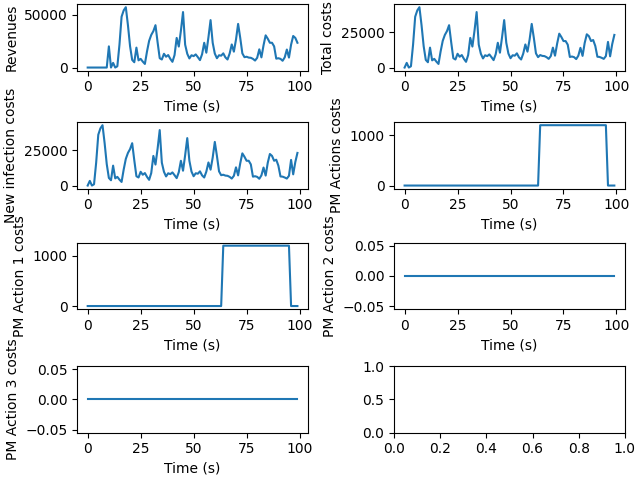 Revenues
50000
0
0 25 50 75 100
Time (s)
Total costs
25000
0
0 25 50 75 100
Time (s)
New infection costs
25000
0
0 25 50 75 100
Time (s)
PM Actions costs
1000
0
0 25 50 75 100
Time (s)
PM Action 1 costs
1000
0
0 25 50 75 100
Time (s)
PM Action 2 costs
0.05
0.00
−0.05
0 25 50 75 100
Time (s)
PM Action 3 costs
0.05
0.00
−0.05
0 25 50 75 100
Time (s)
1.0
0.5
0.0
0.0 0.2 0.4 0.6 0.8 1.0